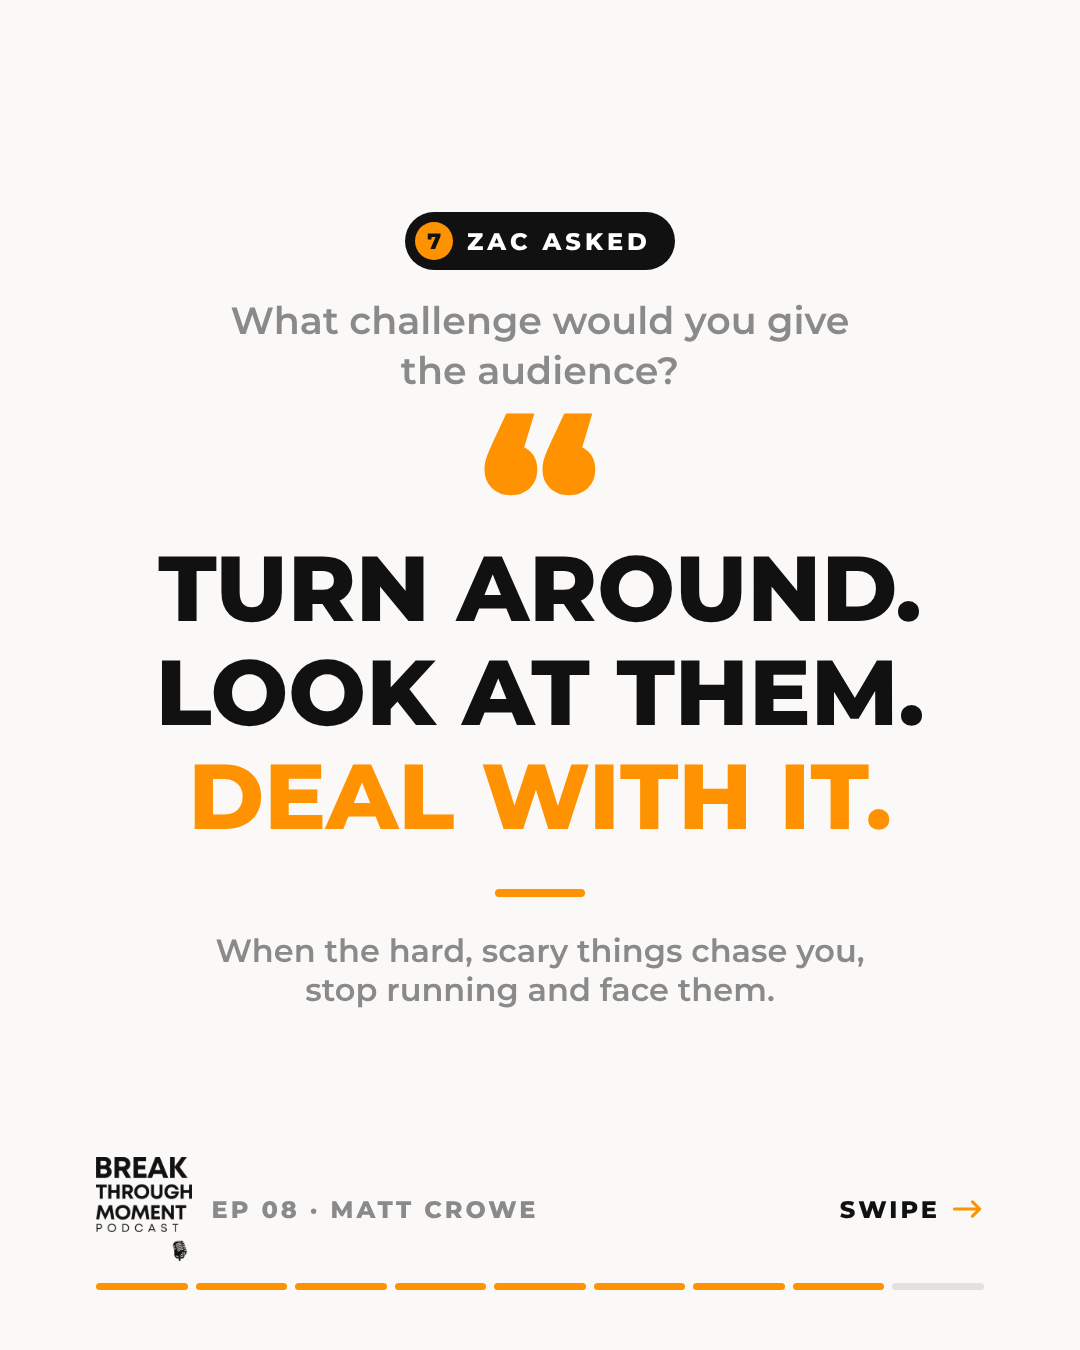 7 ZAC ASKED
What challenge would you give
the audience?
“
TURN AROUND.
LOOK AT THEM.
DEAL WITH IT.
When the hard, scary things chase you,
stop running and face them.
BREAK
THROUGH
MOMENT
PODCAST
EP 08 · MATT CROWE
SWIPE →